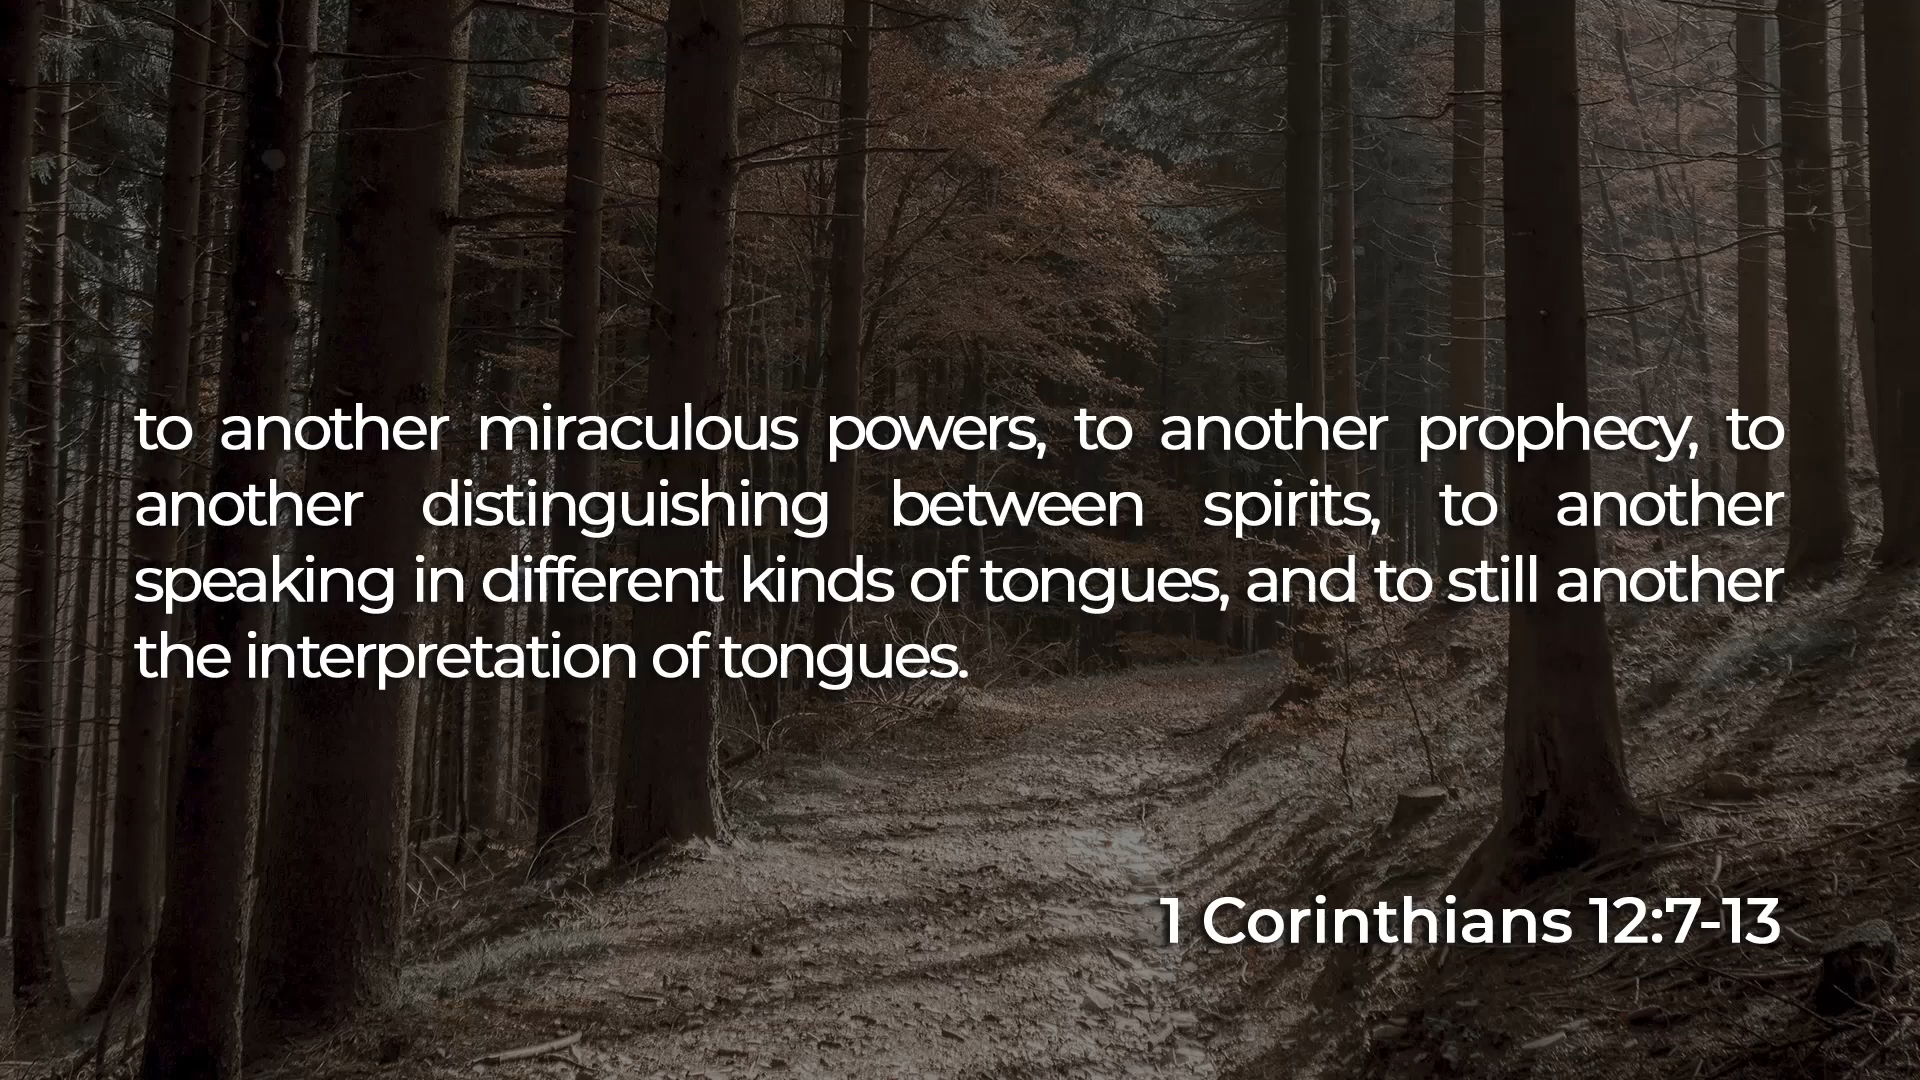 to another miraculous powers, to another prophecy, to
another distinguishing between spirits, to another
speaking in different kinds of tongues, and to still another
the interpretation of tongues.
1 Corinthians 12:7-13